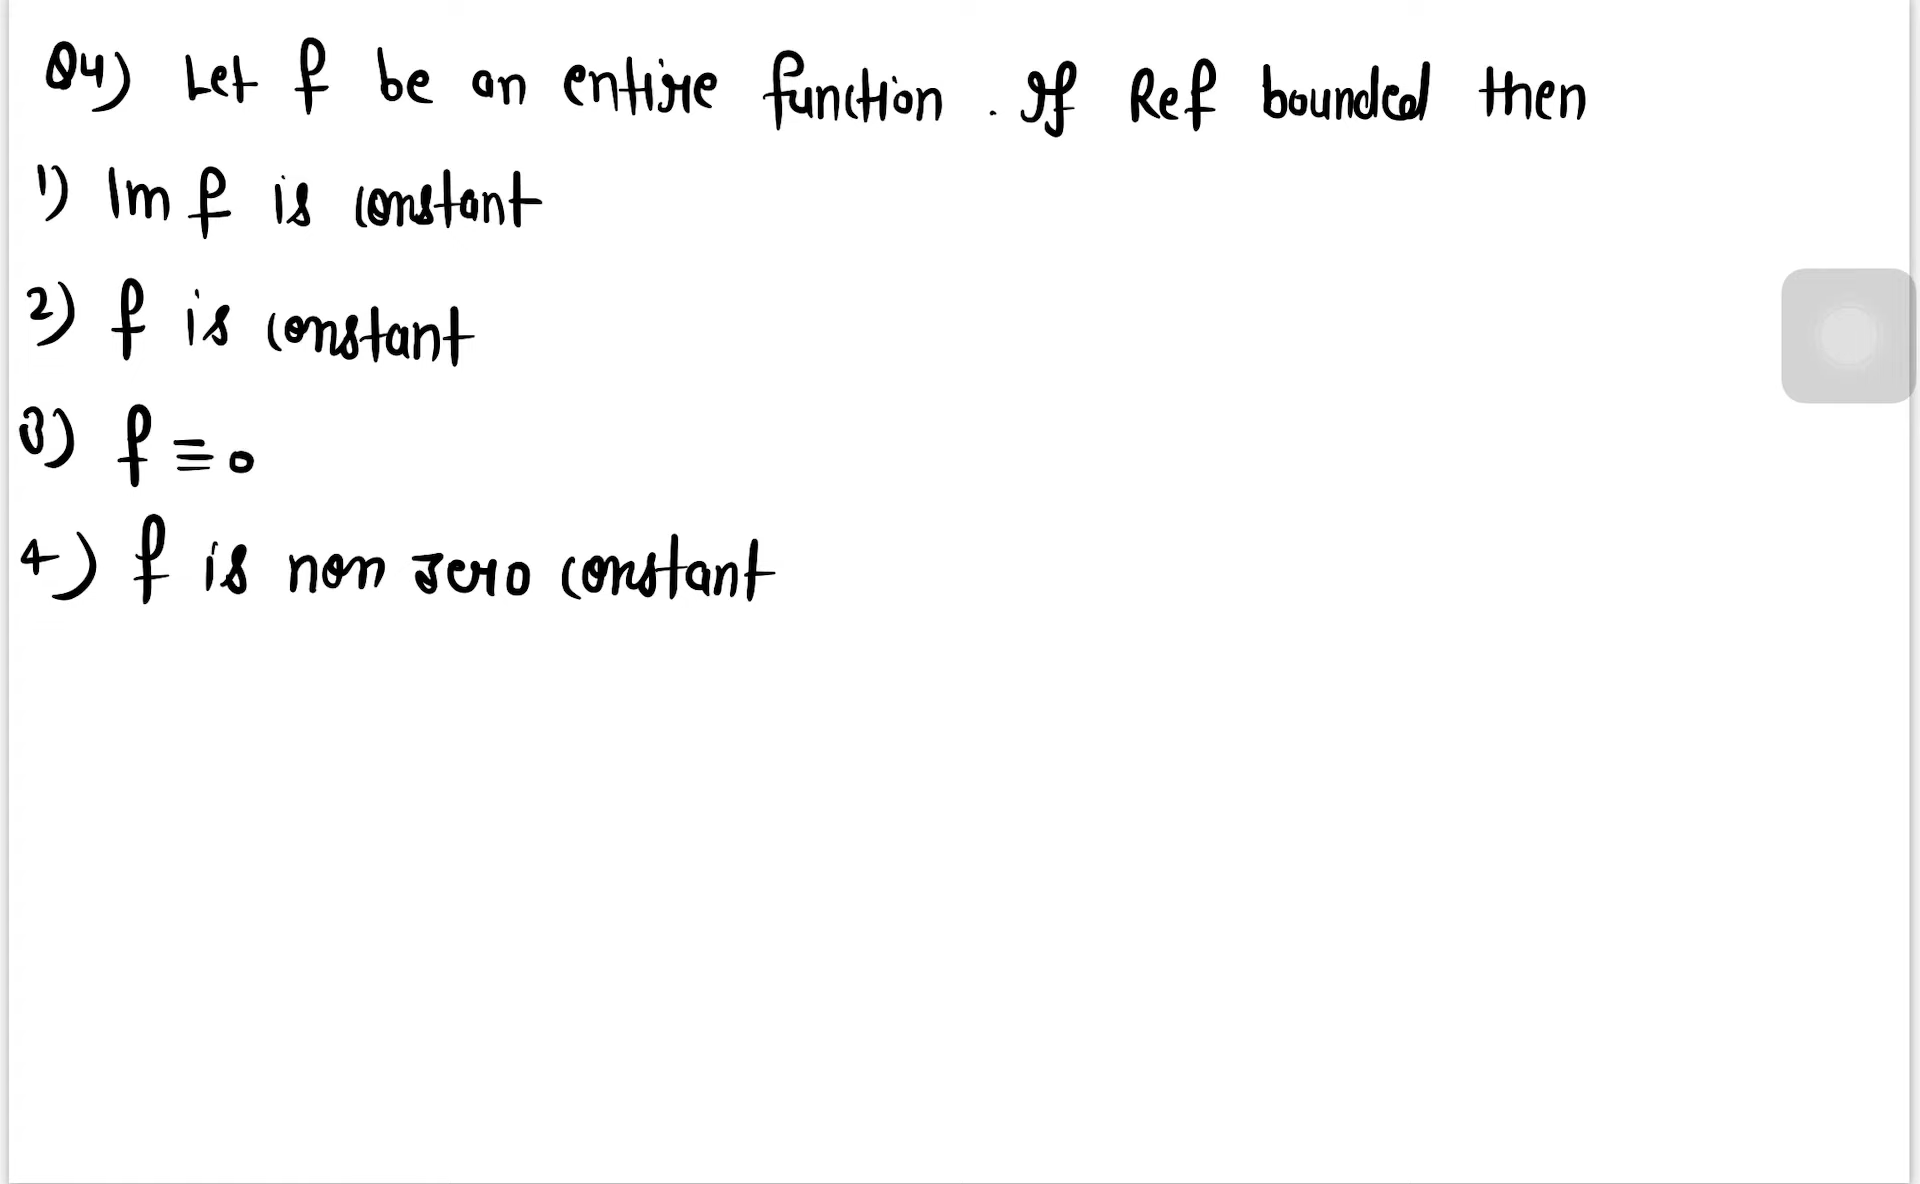 Q4) Let f be an entire function. If Ref bounded then
1) Im f is constant
2) f is constant
3) f ≡ 0
4) f is non zero constant